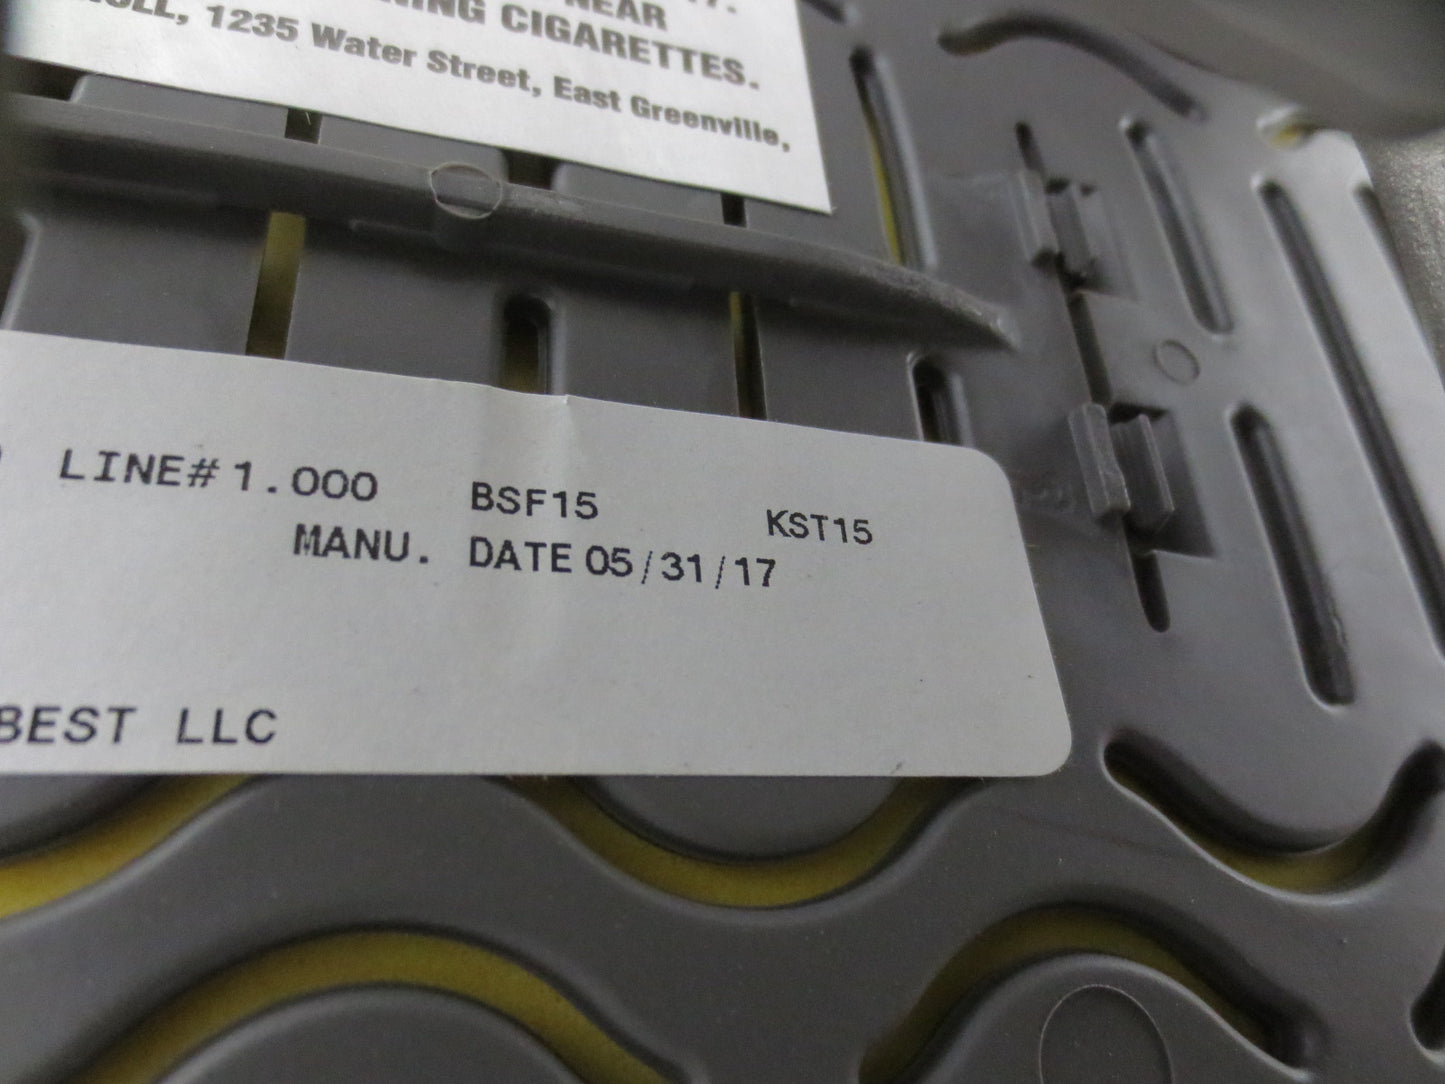 17.
NEAR
CIGARETTES.
1235 Water Street, East Greenville,
LINE# 1.000 BSF15 KST15
MANU. DATE 05/31/17
BEST LLC